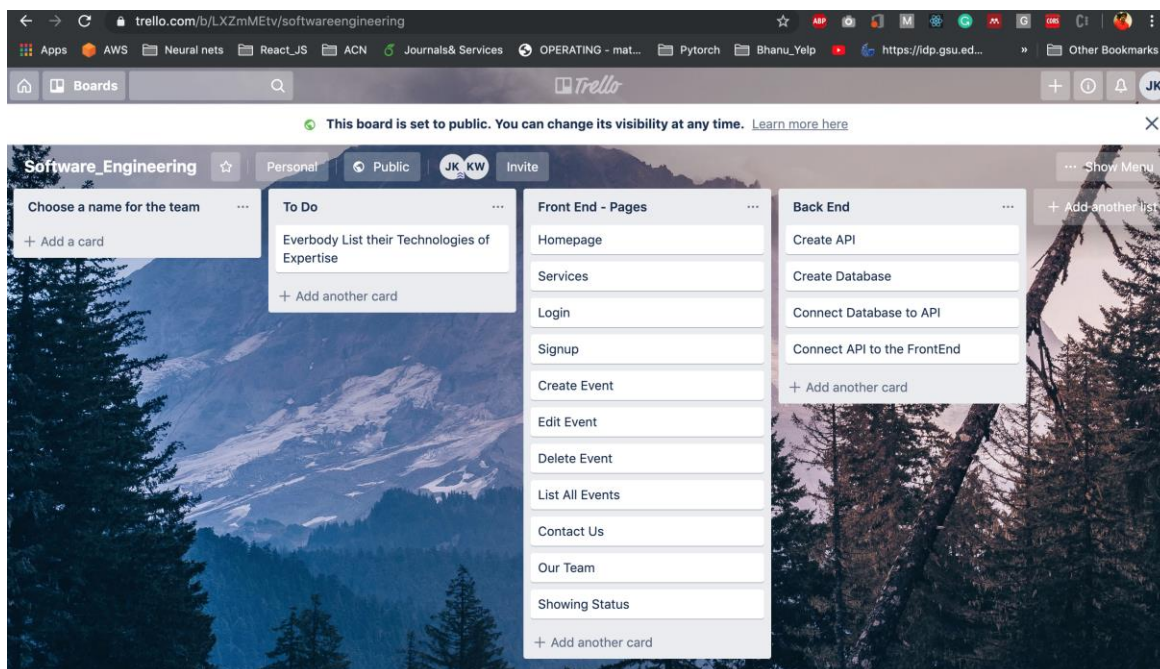 trello.com/b/LXZmMEtv/softwareengineering
Apps AWS Neural nets React_JS ACN Journals& Services OPERATING - mat... Pytorch Bhanu_Yelp https://idp.gsu.ed... » Other Bookmarks
Boards Trello JK
This board is set to public. You can change its visibility at any time. Learn more here
Software_Engineering Personal Public JK KW Invite ... Show Menu
Choose a name for the team ...
+ Add a card
To Do ...
Everbody List their Technologies of
Expertise
+ Add another card
Front End - Pages ...
Homepage
Services
Login
Signup
Create Event
Edit Event
Delete Event
List All Events
Contact Us
Our Team
Showing Status
+ Add another card
Back End ...
Create API
Create Database
Connect Database to API
Connect API to the FrontEnd
+ Add another card
+ Add another list